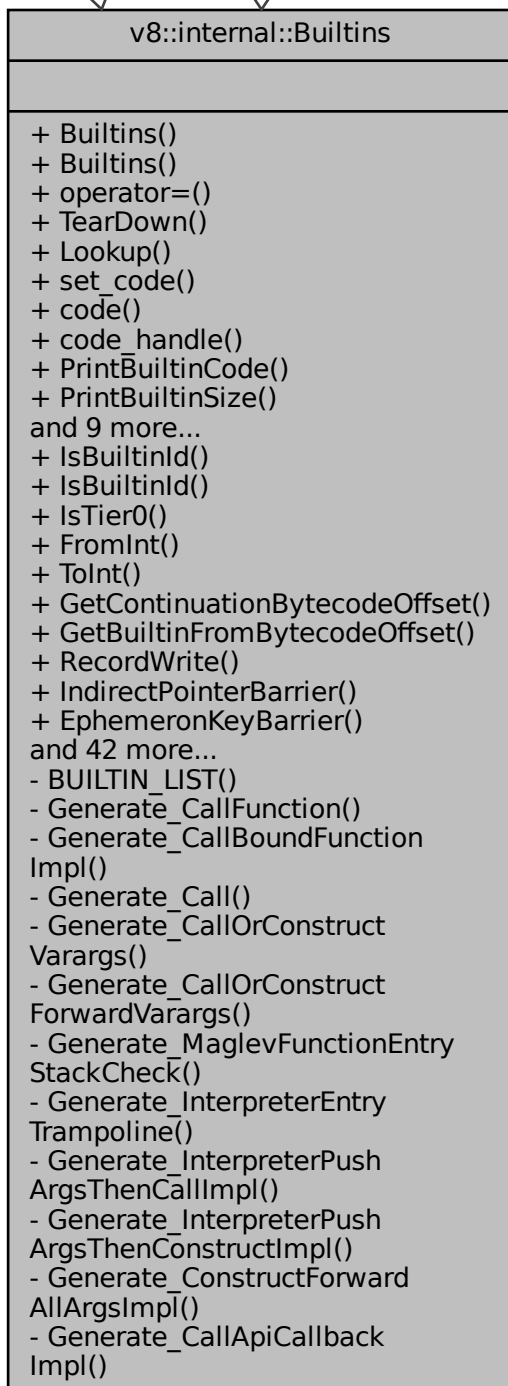 v8::internal::Builtins
+ Builtins()
+ Builtins()
+ operator=()
+ TearDown()
+ Lookup()
+ set_code()
+ code()
+ code_handle()
+ PrintBuiltinCode()
+ PrintBuiltinSize()
and 9 more...
+ IsBuiltinId()
+ IsBuiltinId()
+ IsTier0()
+ FromInt()
+ ToInt()
+ GetContinuationBytecodeOffset()
+ GetBuiltinFromBytecodeOffset()
+ RecordWrite()
+ IndirectPointerBarrier()
+ EphemeronKeyBarrier()
and 42 more...
- BUILTIN_LIST()
- Generate_CallFunction()
- Generate_CallBoundFunction
Impl()
- Generate_Call()
- Generate_CallOrConstruct
Varargs()
- Generate_CallOrConstruct
ForwardVarargs()
- Generate_MaglevFunctionEntry
StackCheck()
- Generate_InterpreterEntry
Trampoline()
- Generate_InterpreterPush
ArgsThenCallImpl()
- Generate_InterpreterPush
ArgsThenConstructImpl()
- Generate_ConstructForward
AllArgsImpl()
- Generate_CallApiCallback
Impl()